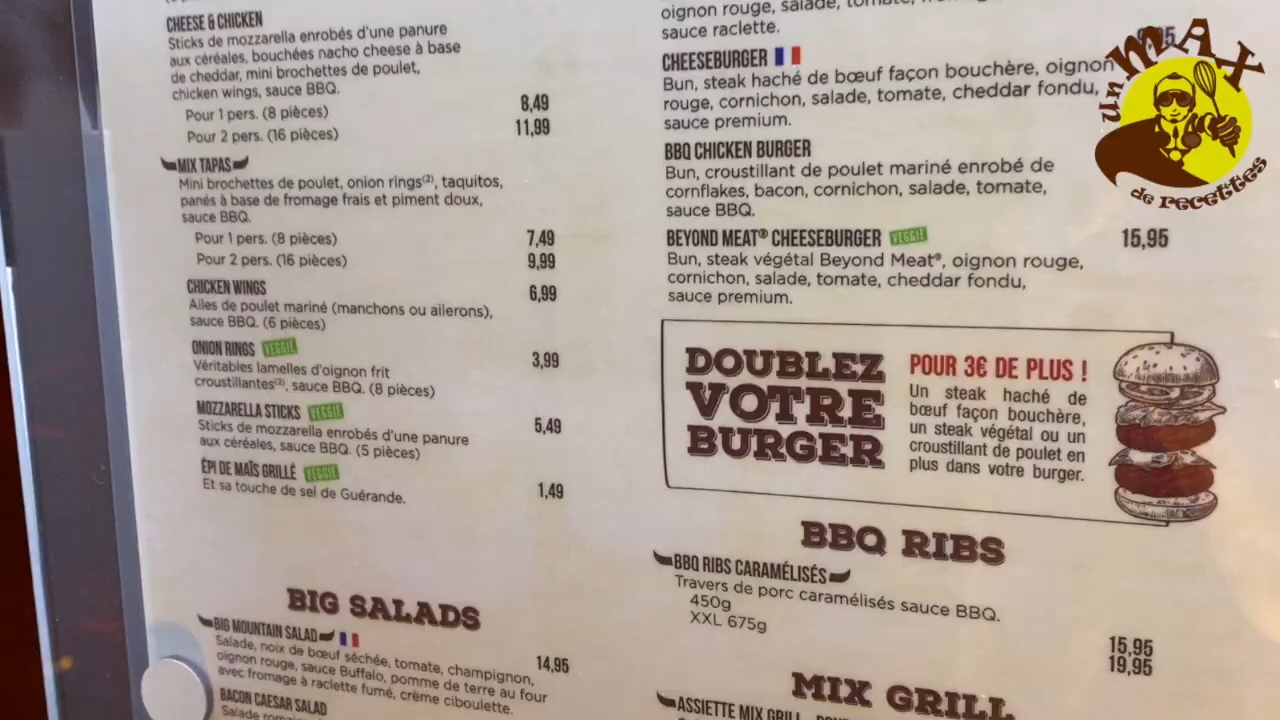 CHEESE & CHICKEN
Sticks de mozzarella enrobés d'une panure
aux céréales, bouchées nacho cheese à base
de cheddar, mini brochettes de poulet,
chicken wings, sauce BBQ.
Pour 1 pers. (8 pièces) 8,49
Pour 2 pers. (16 pièces) 11,99
MIX TAPAS
Mini brochettes de poulet, onion rings(2), taquitos,
panés à base de fromage frais et piment doux,
sauce BBQ.
Pour 1 pers. (8 pièces) 7,49
Pour 2 pers. (16 pièces) 9,99
CHICKEN WINGS 6,99
Ailes de poulet mariné (manchons ou ailerons),
sauce BBQ. (6 pièces)
ONION RINGS VEGGIE 3,99
Véritables lamelles d'oignon frit
croustillantes(2), sauce BBQ. (8 pièces)
MOZZARELLA STICKS VEGGIE 5,49
Sticks de mozzarella enrobés d'une panure
aux céréales, sauce BBQ. (5 pièces)
ÉPI DE MAÏS GRILLÉ VEGGIE 1,49
Et sa touche de sel de Guérande.
BIG SALADS
BIG MOUNTAIN SALAD 14,95
Salade, noix de bœuf séchée, tomate, champignon,
oignon rouge, sauce Buffalo, pomme de terre au four
avec fromage à raclette fumé, crème ciboulette.
BACON CAESAR SALAD
Salade
oignon rouge, salade,
sauce raclette.
CHEESEBURGER
Bun, steak haché de bœuf façon bouchère, oignon
rouge, cornichon, salade, tomate, cheddar fondu,
sauce premium.
BBQ CHICKEN BURGER
Bun, croustillant de poulet mariné enrobé de
cornflakes, bacon, cornichon, salade, tomate,
sauce BBQ.
BEYOND MEAT® CHEESEBURGER VEGGIE 15,95
Bun, steak végétal Beyond Meat®, oignon rouge,
cornichon, salade, tomate, cheddar fondu,
sauce premium.
DOUBLEZ
VOTRE
BURGER
POUR 3€ DE PLUS !
Un steak haché de
bœuf façon bouchère,
un steak végétal ou un
croustillant de poulet en
plus dans votre burger.
BBQ RIBS
BBQ RIBS CARAMÉLISÉS
Travers de porc caramélisés sauce BBQ.
450g 15,95
XXL 675g 19,95
MIX GRILL
ASSIETTE MIX GRILL
un MAX
de recettes